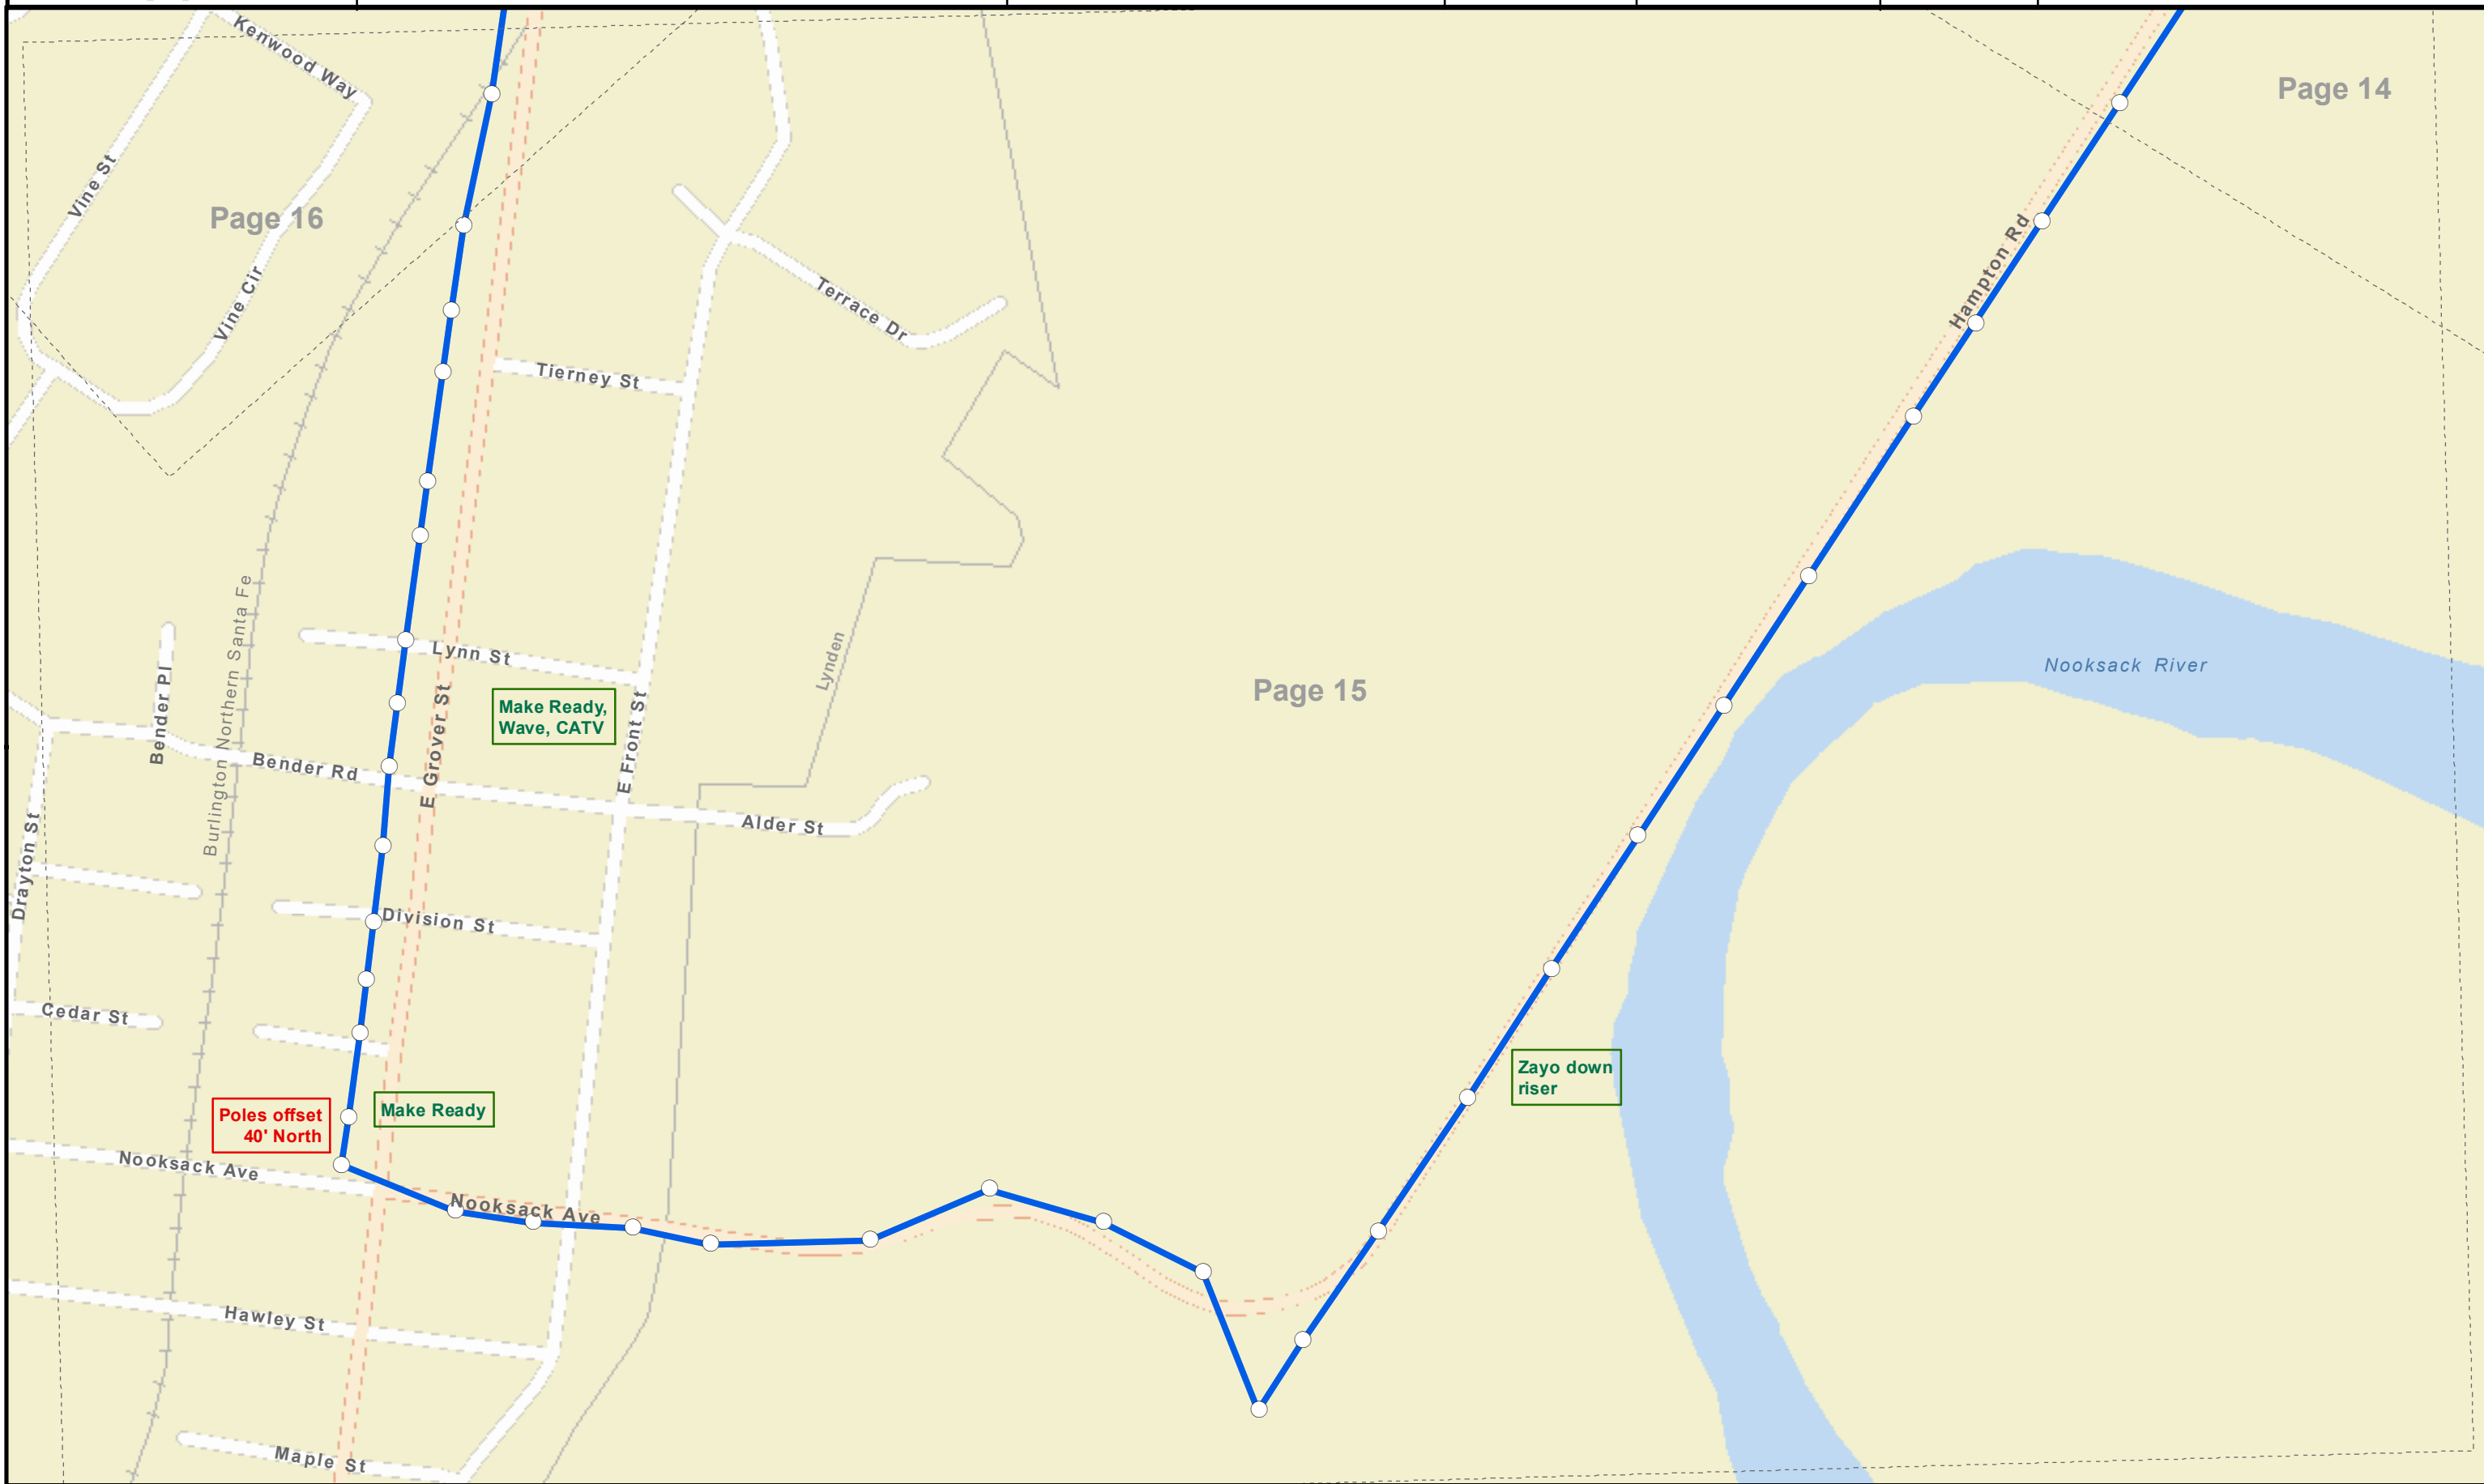 Kenwood Way
Page 14
Vine St
Page 16
Hampton Rd
Vine Cir
Terrace Dr
Tierney St
Burlington Northern Santa Fe
Lynn St
Lynden
Nooksack River
Bender Pl
E Grover St
Make Ready,
Wave, CATV
E Front St
Page 15
Bender Rd
Alder St
Drayton St
Division St
Cedar St
Zayo down
riser
Poles offset
40' North
Make Ready
Nooksack Ave
Nooksack Ave
Hawley St
Maple St